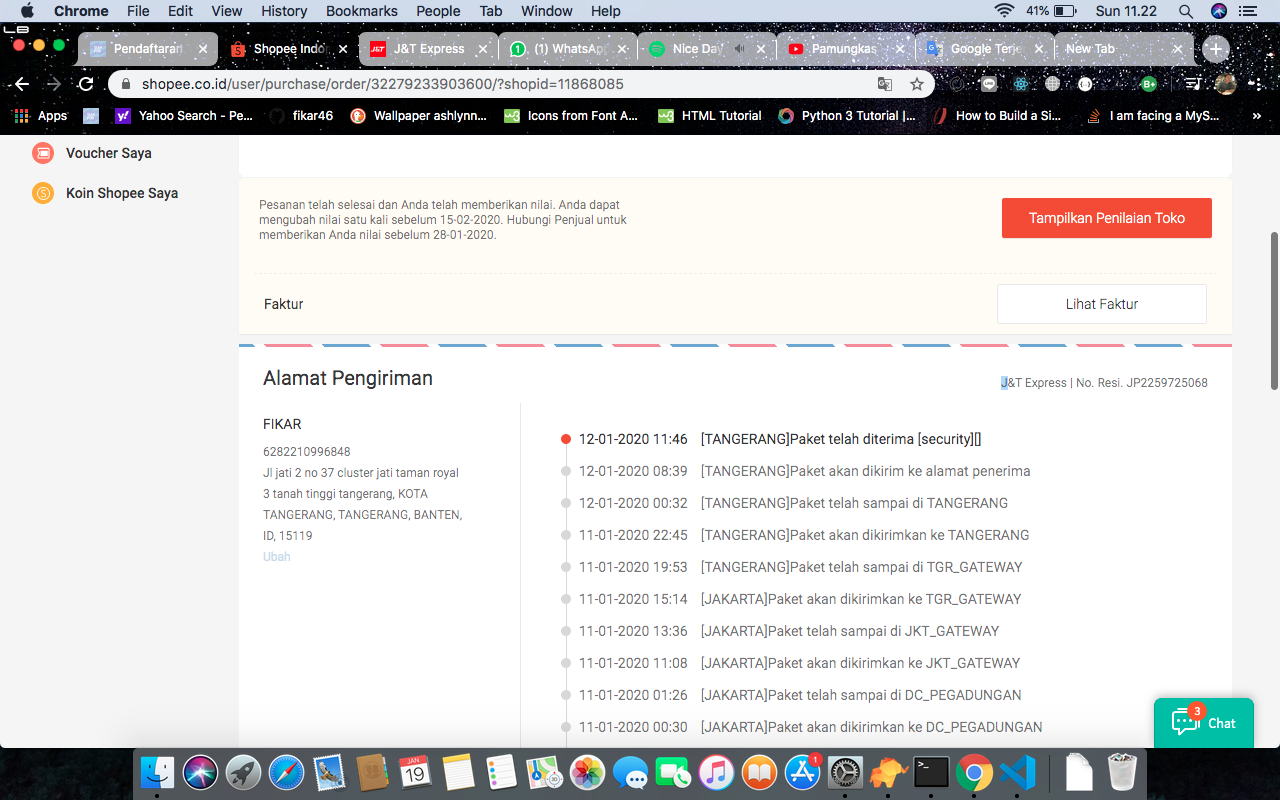 Chrome File Edit View History Bookmarks People Tab Window Help 41% Sun 11.22
Pendaftaran Shopee Indon J&T Express (1) WhatsApp Nice Day Pamungkas Google Terje New Tab
shopee.co.id/user/purchase/order/32279233903600/?shopid=11868085
Apps Yahoo Search - Pe... fikar46 Wallpaper ashlynn... Icons from Font A... HTML Tutorial Python 3 Tutorial |... How to Build a Si... I am facing a MyS... »
Voucher Saya
Koin Shopee Saya
Pesanan telah selesai dan Anda telah memberikan nilai. Anda dapat
mengubah nilai satu kali sebelum 15-02-2020. Hubungi Penjual untuk
memberikan Anda nilai sebelum 28-01-2020.
Tampilkan Penilaian Toko
Faktur
Lihat Faktur
Alamat Pengiriman
J&T Express | No. Resi. JP2259725068
FIKAR
6282210996848
Jl jati 2 no 37 cluster jati taman royal
3 tanah tinggi tangerang, KOTA
TANGERANG, TANGERANG, BANTEN,
ID, 15119
Ubah
12-01-2020 11:46 [TANGERANG]Paket telah diterima [security][]
12-01-2020 08:39 [TANGERANG]Paket akan dikirim ke alamat penerima
12-01-2020 00:32 [TANGERANG]Paket telah sampai di TANGERANG
11-01-2020 22:45 [TANGERANG]Paket akan dikirimkan ke TANGERANG
11-01-2020 19:53 [TANGERANG]Paket telah sampai di TGR_GATEWAY
11-01-2020 15:14 [JAKARTA]Paket akan dikirimkan ke TGR_GATEWAY
11-01-2020 13:36 [JAKARTA]Paket telah sampai di JKT_GATEWAY
11-01-2020 11:08 [JAKARTA]Paket akan dikirimkan ke JKT_GATEWAY
11-01-2020 01:26 [JAKARTA]Paket telah sampai di DC_PEGADUNGAN
11-01-2020 00:30 [JAKARTA]Paket akan dikirimkan ke DC_PEGADUNGAN
3
Chat
JAN
19
1